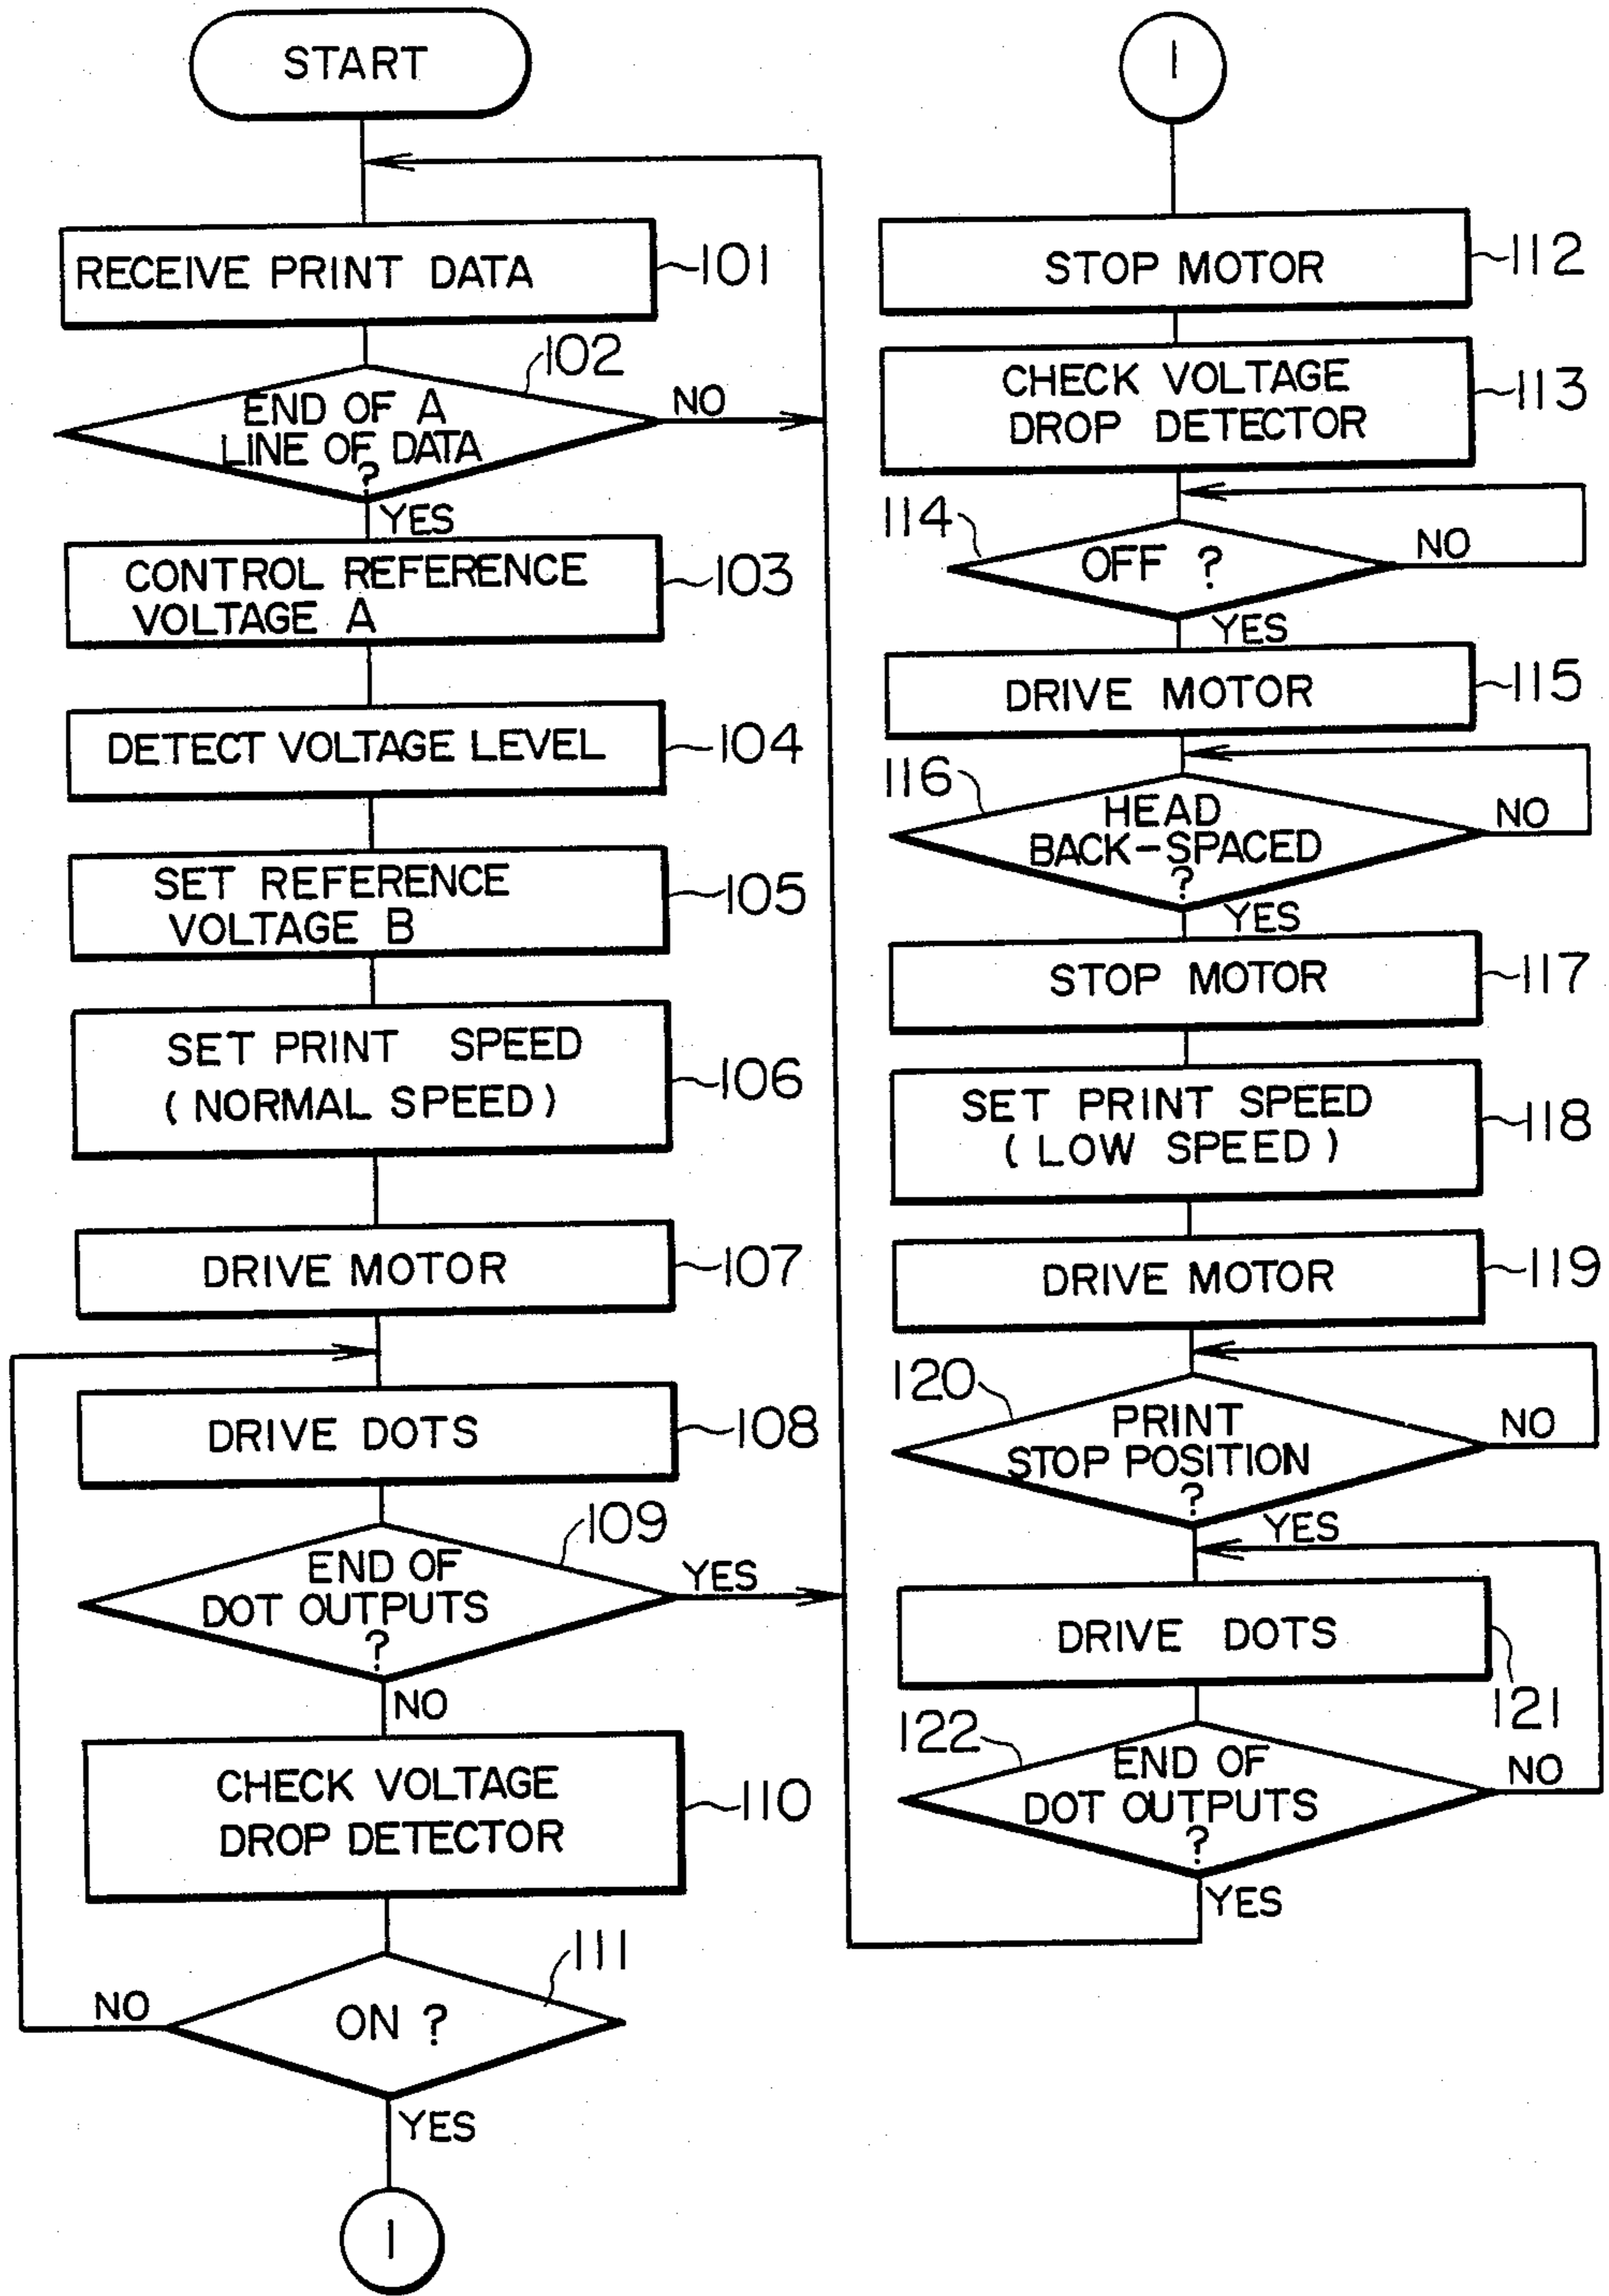 START
RECEIVE PRINT DATA
101
102
END OF A
LINE OF DATA
?
NO
YES
CONTROL REFERENCE
VOLTAGE A
103
DETECT VOLTAGE LEVEL
104
SET REFERENCE
VOLTAGE B
105
SET PRINT SPEED
(NORMAL SPEED)
106
DRIVE MOTOR
107
DRIVE DOTS
108
109
END OF
DOT OUTPUTS
?
YES
NO
CHECK VOLTAGE
DROP DETECTOR
110
111
ON ?
NO
YES
1
1
STOP MOTOR
112
CHECK VOLTAGE
DROP DETECTOR
113
114
OFF ?
NO
YES
DRIVE MOTOR
115
116
HEAD
BACK-SPACED
?
NO
YES
STOP MOTOR
117
SET PRINT SPEED
(LOW SPEED)
118
DRIVE MOTOR
119
120
PRINT
STOP POSITION
?
NO
YES
DRIVE DOTS
121
122
END OF
DOT OUTPUTS
?
NO
YES